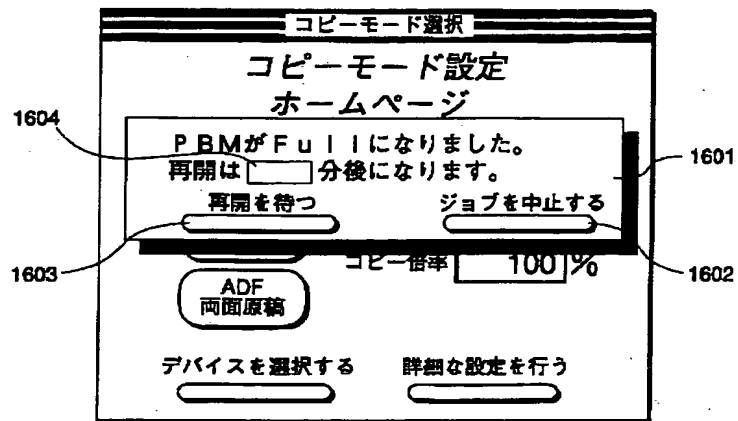 コピーモード選択
コピーモード設定
ホームページ
1604
PBMがFullになりました。
再開は 分後になります。
1601
再開を待つ
ジョブを中止する
1603
コピー倍率 100 %
1602
ADF
両面原稿
デバイスを選択する
詳細な設定を行う